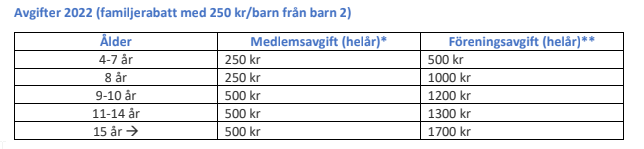 Avgifter 2022 (familjerabatt med 250 kr/barn från barn 2)
Ålder Medlemsavgift (helår)* Föreningsavgift (helår)**
4-7 år 250 kr 500 kr
8 år 250 kr 1000 kr
9-10 år 500 kr 1200 kr
11-14 år 500 kr 1300 kr
15 år → 500 kr 1700 kr